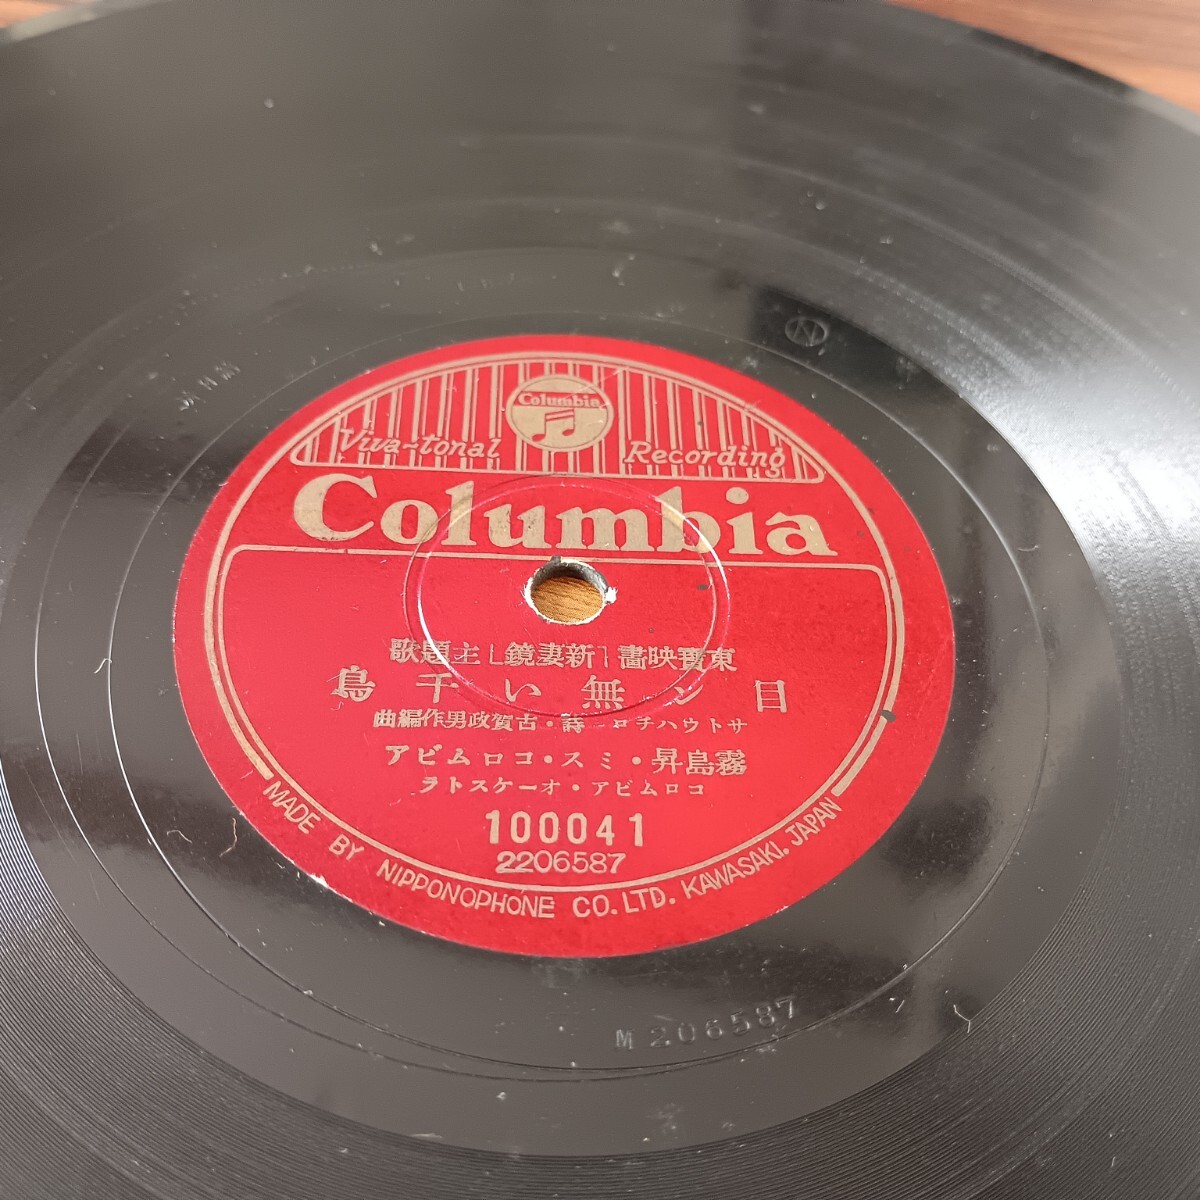 Columbia
Viva-tonal Recording
Columbia
東寶映畫「新妻鏡」主題歌
目ン無い千鳥
サトウハチロー詩・古賀政男作編曲
霧島昇・ミス・コロムビア
コロムビア・オーケストラ
100041
2206587
MADE BY NIPPONOPHONE CO. LTD. KAWASAKI, JAPAN
M 206587
N